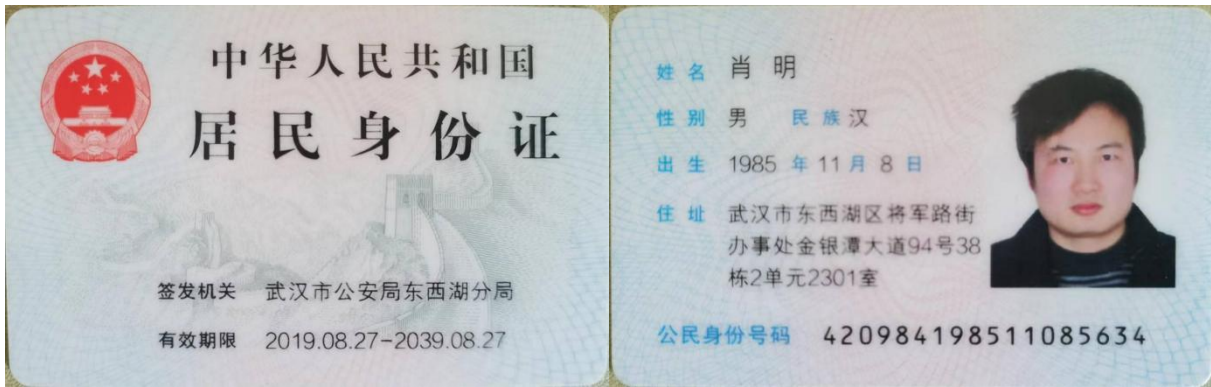 中华人民共和国
居民身份证
签发机关 武汉市公安局东西湖分局
有效期限 2019.08.27-2039.08.27
姓名 肖明
性别 男 民族 汉
出生 1985 年 11 月 8 日
住址 武汉市东西湖区将军路街
办事处金银潭大道94号38
栋2单元2301室
公民身份号码 420984198511085634